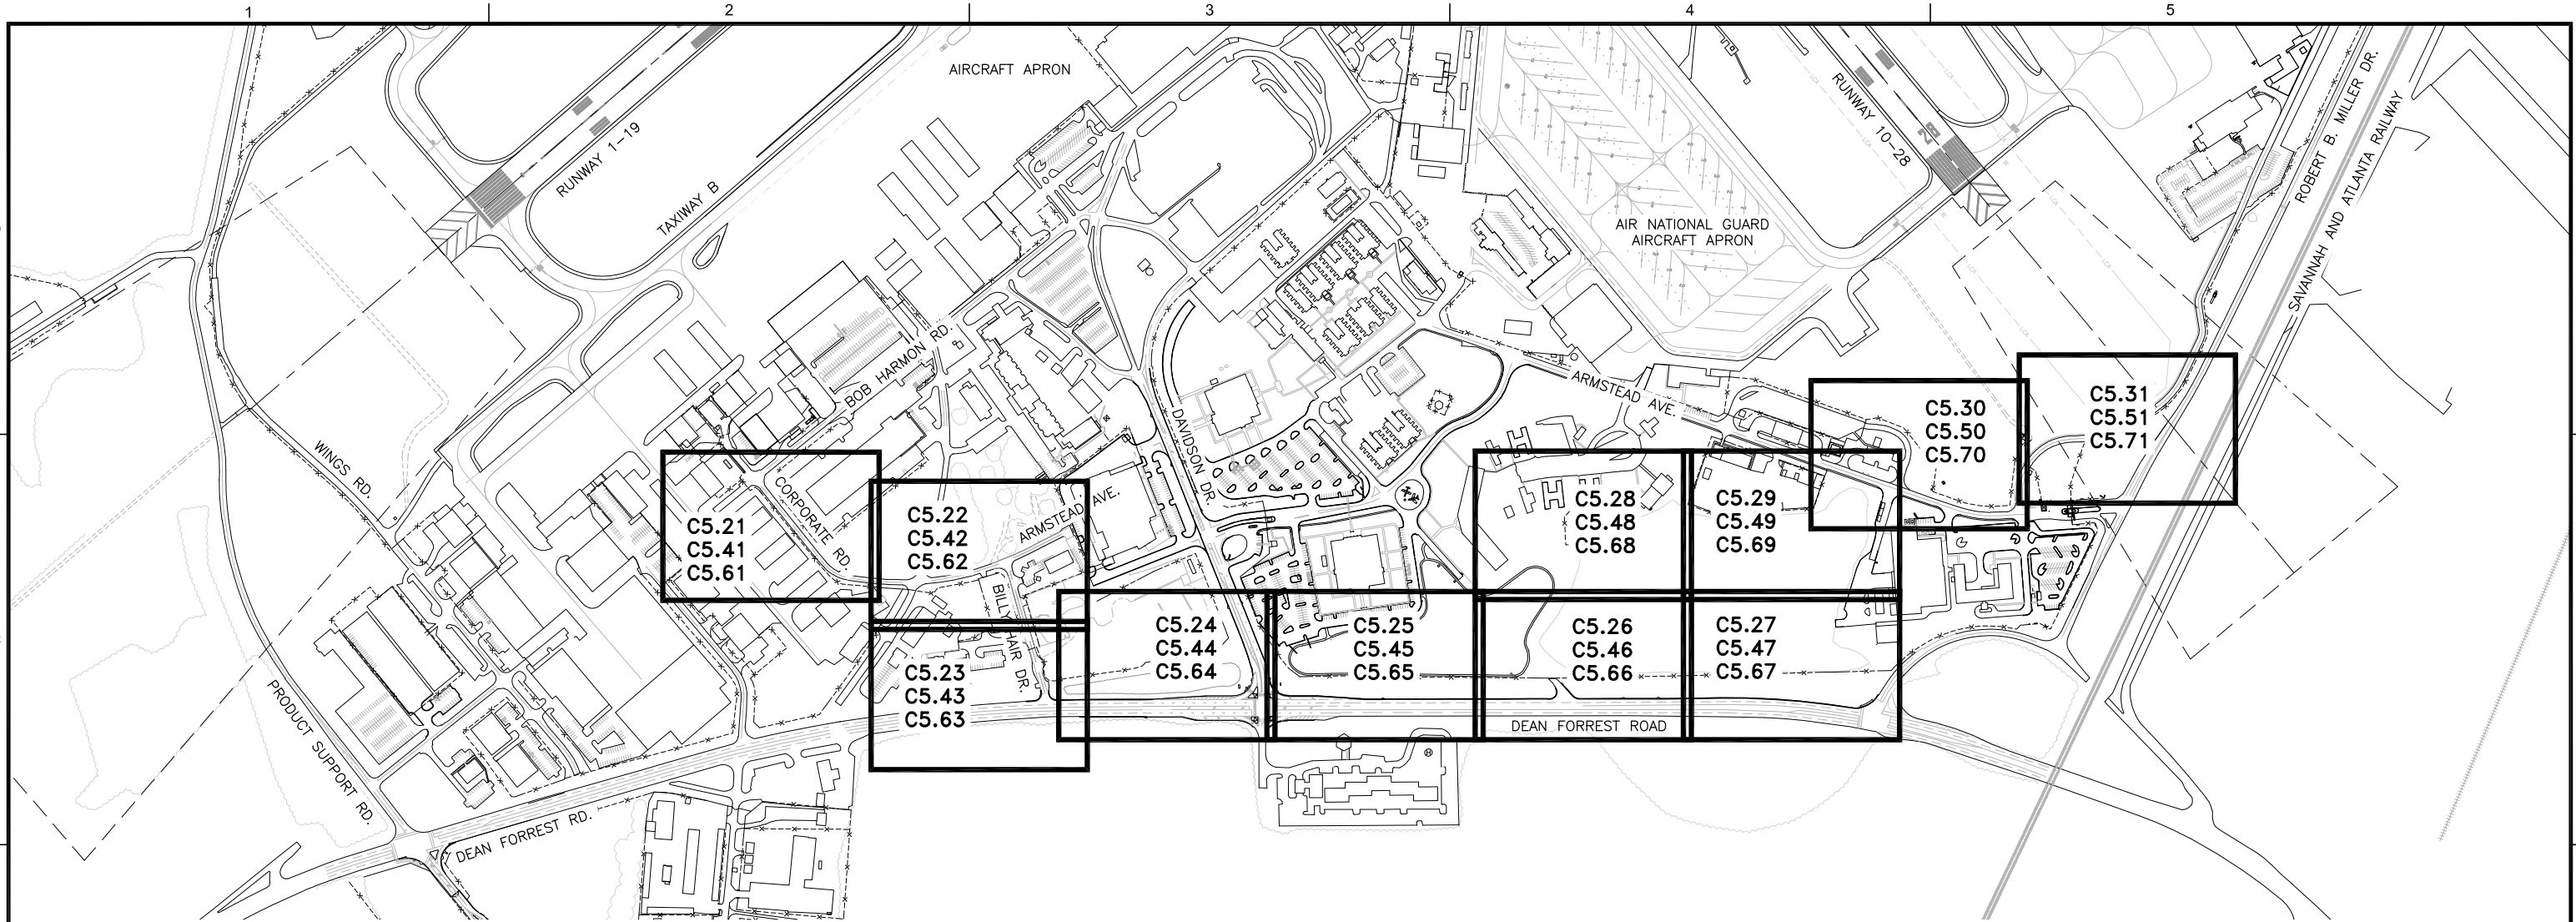 1
2
3
4
5
AIRCRAFT APRON
RUNWAY 1-19
TAXIWAY B
RUNWAY 10-28
28
ROBERT B. MILLER DR.
SAVANNAH AND ATLANTA RAILWAY
AIR NATIONAL GUARD
AIRCRAFT APRON
BOB HARMON RD.
ARMSTEAD AVE.
DAVIDSON DR.
WINGS RD.
CORPORATE RD.
ARMSTEAD AVE.
BILLY HAIR DR.
PRODUCT SUPPORT RD.
DEAN FORREST RD.
DEAN FORREST ROAD
C5.21
C5.41
C5.61
C5.22
C5.42
C5.62
C5.23
C5.43
C5.63
C5.24
C5.44
C5.64
C5.25
C5.45
C5.65
C5.26
C5.46
C5.66
C5.27
C5.47
C5.67
C5.28
C5.48
C5.68
C5.29
C5.49
C5.69
C5.30
C5.50
C5.70
C5.31
C5.51
C5.71